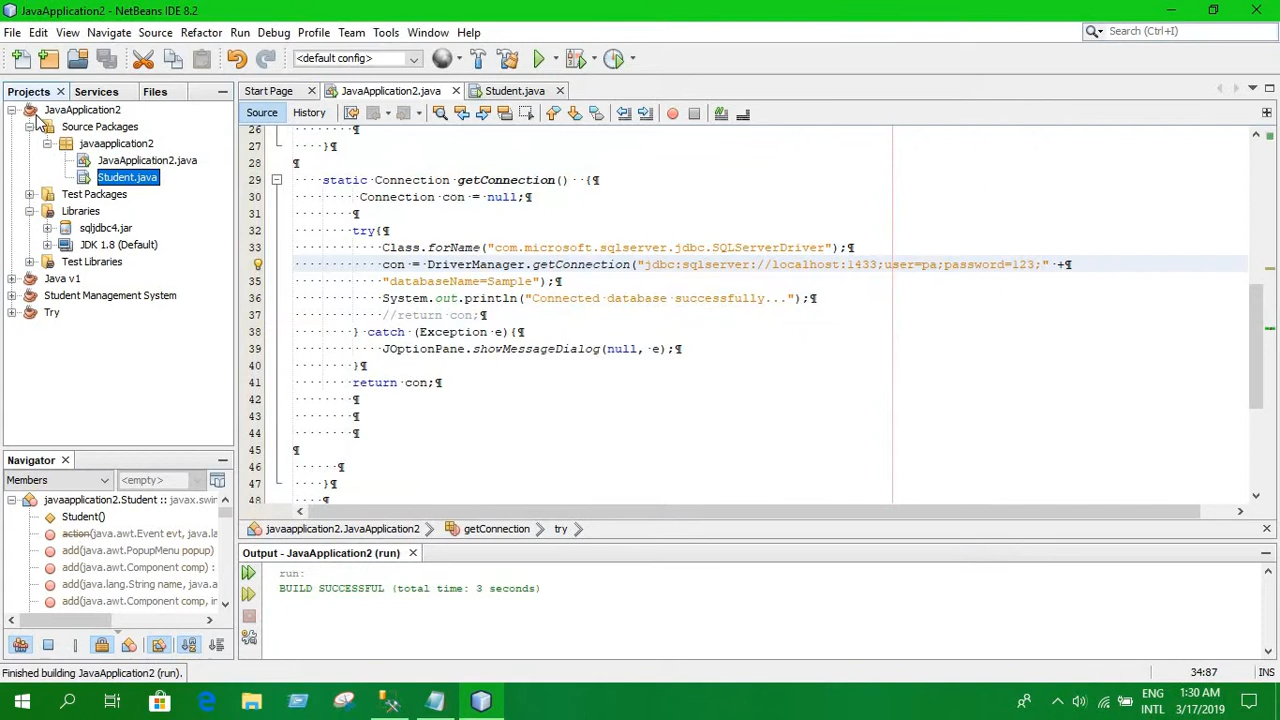 JavaApplication2 - NetBeans IDE 8.2
File Edit View Navigate Source Refactor Run Debug Profile Team Tools Window Help
Search (Ctrl+I)
<default config>
Projects Services Files
Start Page JavaApplication2.java Student.java
Source History
JavaApplication2
Source Packages
javaapplication2
JavaApplication2.java
Student.java
Test Packages
Libraries
sqljdbc4.jar
JDK 1.8 (Default)
Test Libraries
Java v1
Student Management System
Try
26 ¶
27 }¶
28 ¶
29 static Connection getConnection() {¶
30 Connection con = null;¶
31 ¶
32 try{¶
33 Class.forName("com.microsoft.sqlserver.jdbc.SQLServerDriver");¶
34 con = DriverManager.getConnection("jdbc:sqlserver://localhost:1433;user=pa;password=123;" +¶
35 "databaseName=Sample");¶
36 System.out.println("Connected database successfully...");¶
37 //return con;¶
38 } catch (Exception e){¶
39 JOptionPane.showMessageDialog(null, e);¶
40 }¶
41 return con;¶
42 ¶
43 ¶
44 ¶
45 ¶
46 ¶
47 }¶
48 ¶
Navigator
Members <empty>
javaapplication2.Student :: javax.swin
Student()
action(java.awt.Event evt, java.la
add(java.awt.PopupMenu popup)
add(java.awt.Component comp) :
add(java.lang.String name, java.a
add(java.awt.Component comp, in
javaapplication2.JavaApplication2 getConnection try
Output - JavaApplication2 (run)
run:
BUILD SUCCESSFUL (total time: 3 seconds)
Finished building JavaApplication2 (run).
34:87 INS
ENG
INTL
1:30 AM
3/17/2019